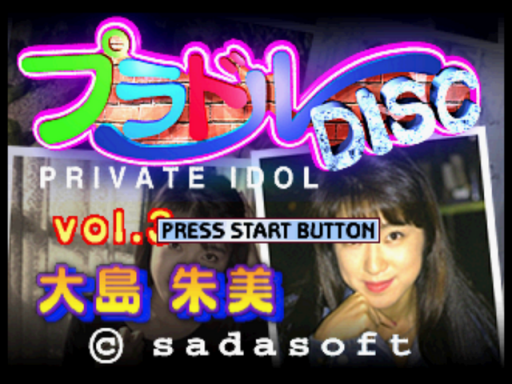 プラドル DISC
PRIVATE IDOL
vol.3
PRESS START BUTTON
大島 朱美
© sadasoft